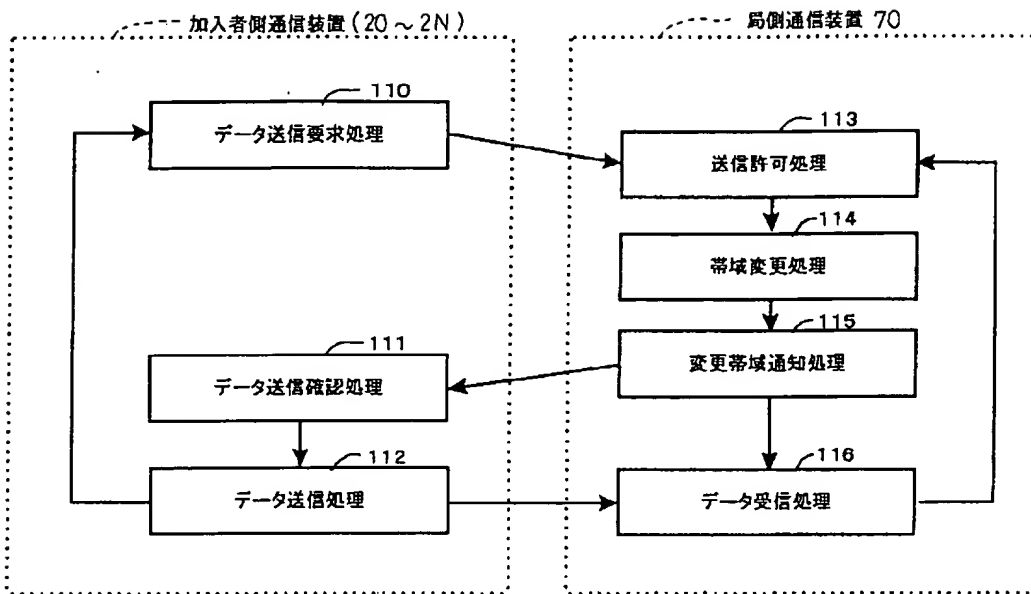 加入者側通信装置(20～2N)
110
データ送信要求処理
111
データ送信確認処理
112
データ送信処理
局側通信装置 70
113
送信許可処理
114
帯域変更処理
115
変更帯域通知処理
116
データ受信処理